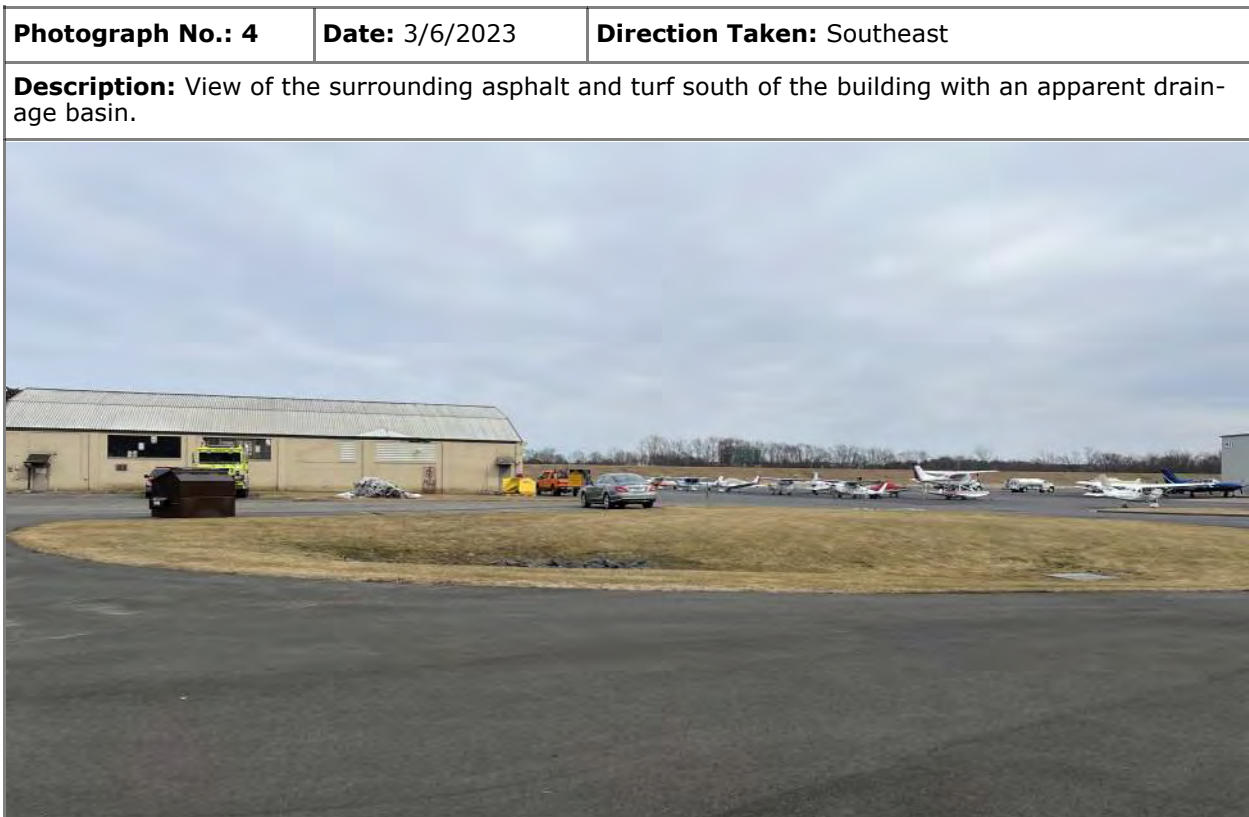 Photograph No.: 4
Date: 3/6/2023
Direction Taken: Southeast
Description: View of the surrounding asphalt and turf south of the building with an apparent drain-
age basin.